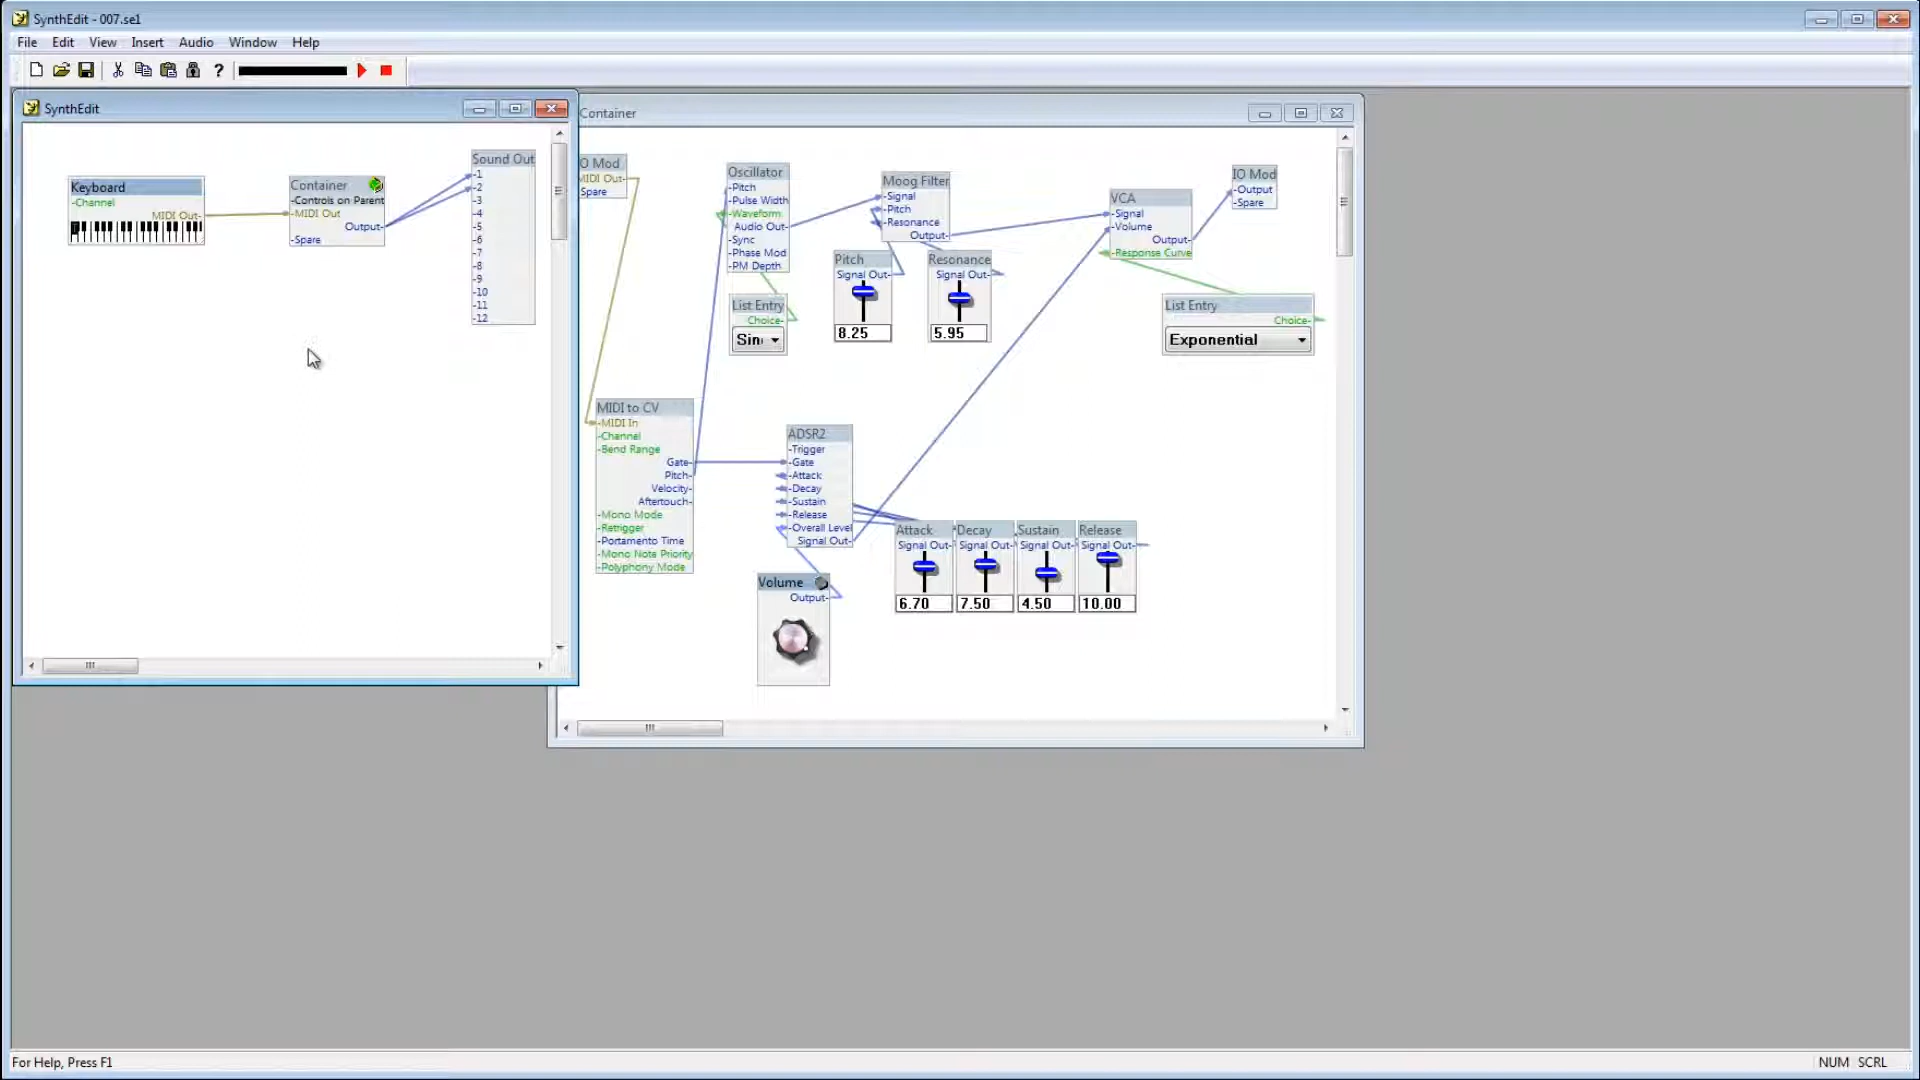 SynthEdit - 007.se1
File Edit View Insert Audio Window Help
SynthEdit
Keyboard
-Channel
MIDI Out-
Container
-Controls on Parent
-MIDI Out
Output-
-Spare
Sound Out
-1
-2
-3
-4
-5
-6
-7
-8
-9
-10
-11
-12
Container
IO Mod
MIDI Out-
Spare
Oscillator
-Pitch
-Pulse Width
-Waveform
Audio Out-
-Sync
-Phase Mod
-PM Depth
List Entry
Choice-
Moog Filter
-Signal
-Pitch
-Resonance
Output-
Pitch
Signal Out-
8.25
Resonance
Signal Out-
5.95
VCA
-Signal
-Volume
Output-
-Response Curve
IO Mod
-Output
-Spare
List Entry
Choice-
Exponential
MIDI to CV
-MIDI In
-Channel
-Bend Range
Gate-
Pitch-
Velocity-
Aftertouch-
-Mono Mode
-Retrigger
-Portamento Time
-Mono Note Priority
-Polyphony Mode
ADSR2
-Trigger
-Gate
-Attack
-Decay
-Sustain
-Release
-Overall Level
Signal Out-
Volume
Output-
Attack
Signal Out-
6.70
Decay
Signal Out-
7.50
Sustain
Signal Out-
4.50
Release
Signal Out-
10.00
For Help, Press F1
NUM SCRL